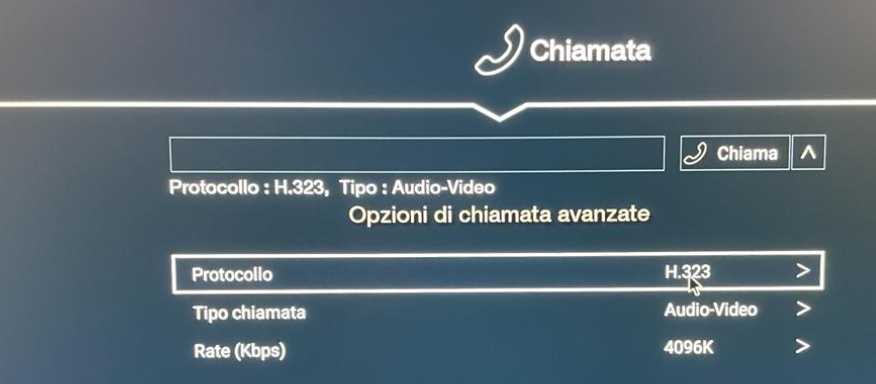 Chiamata
Chiama
Protocollo : H.323, Tipo : Audio-Video
Opzioni di chiamata avanzate
Protocollo H.323 >
Tipo chiamata Audio-Video >
Rate (Kbps) 4096K >